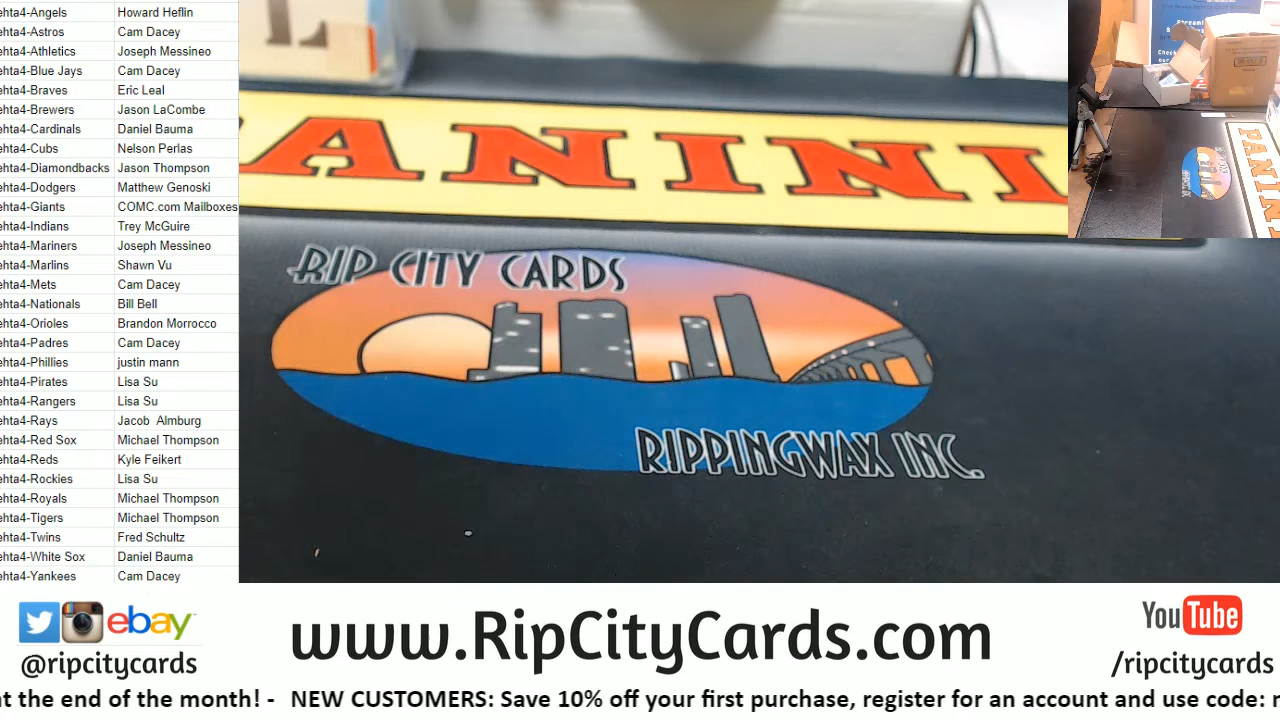 ehta4-Angels Howard Heflin
ehta4-Astros Cam Dacey
ehta4-Athletics Joseph Messineo
ehta4-Blue Jays Cam Dacey
ehta4-Braves Eric Leal
ehta4-Brewers Jason LaCombe
ehta4-Cardinals Daniel Bauma
ehta4-Cubs Nelson Perlas
ehta4-Diamondbacks Jason Thompson
ehta4-Dodgers Matthew Genoski
ehta4-Giants COMC.com Mailboxes
ehta4-Indians Trey McGuire
ehta4-Mariners Joseph Messineo
ehta4-Marlins Shawn Vu
ehta4-Mets Cam Dacey
ehta4-Nationals Bill Bell
ehta4-Orioles Brandon Morrocco
ehta4-Padres Cam Dacey
ehta4-Phillies justin mann
ehta4-Pirates Lisa Su
ehta4-Rangers Lisa Su
ehta4-Rays Jacob Almburg
ehta4-Red Sox Michael Thompson
ehta4-Reds Kyle Feikert
ehta4-Rockies Lisa Su
ehta4-Royals Michael Thompson
ehta4-Tigers Michael Thompson
ehta4-Twins Fred Schultz
ehta4-White Sox Daniel Bauma
ehta4-Yankees Cam Dacey
ANINI
RIP CITY CARDS
RIPPINGWAX INC.
PANINI
ebay
@ripcitycards
www.RipCityCards.com
YouTube
/ripcitycards
at the end of the month! - NEW CUSTOMERS: Save 10% off your first purchase, register for an account and use code: